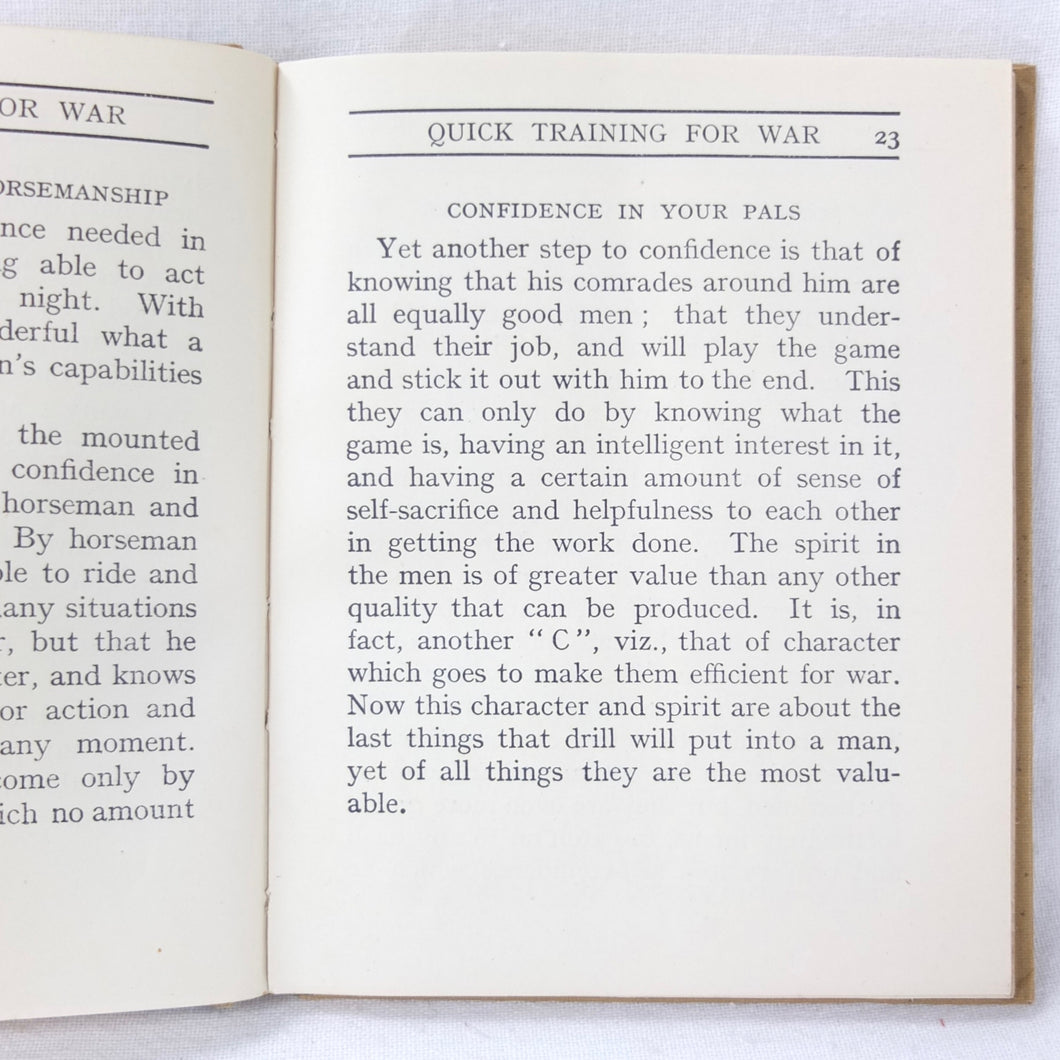 OR WAR
ORSEMANSHIP
needed in
able to act
night. With
what a
capabilities
the mounted
confidence in
horseman and
By horseman
to ride and
situations
but that he
and knows
or action and
any moment.
only by
no amount
QUICK TRAINING FOR WAR 23
CONFIDENCE IN YOUR PALS
Yet another step to confidence is that of
knowing that his comrades around him are
all equally good men ; that they under-
stand their job, and will play the game
and stick it out with him to the end. This
they can only do by knowing what the
game is, having an intelligent interest in it,
and having a certain amount of sense of
self-sacrifice and helpfulness to each other
in getting the work done. The spirit in
the men is of greater value than any other
quality that can be produced. It is, in
fact, another “ C ”, viz., that of character
which goes to make them efficient for war.
Now this character and spirit are about the
last things that drill will put into a man,
yet of all things they are the most valu-
able.